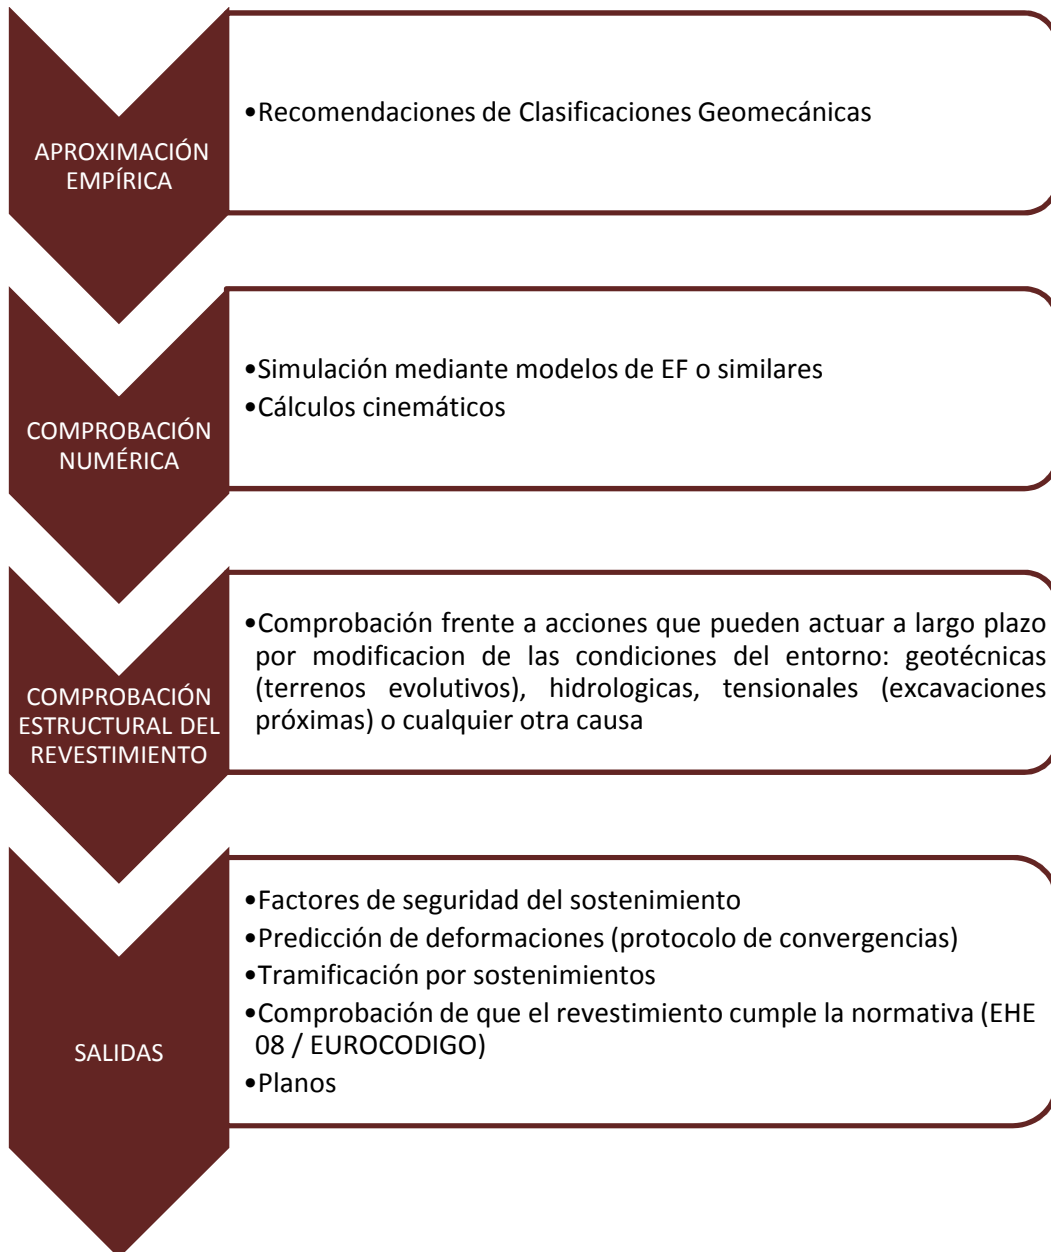 APROXIMACIÓN
EMPÍRICA
•Recomendaciones de Clasificaciones Geomecánicas
COMPROBACIÓN
NUMÉRICA
•Simulación mediante modelos de EF o similares
•Cálculos cinemáticos
COMPROBACIÓN
ESTRUCTURAL DEL
REVESTIMIENTO
•Comprobación frente a acciones que pueden actuar a largo plazo
por modificacion de las condiciones del entorno: geotécnicas
(terrenos evolutivos), hidrologicas, tensionales (excavaciones
próximas) o cualquier otra causa
SALIDAS
•Factores de seguridad del sostenimiento
•Predicción de deformaciones (protocolo de convergencias)
•Tramificación por sostenimientos
•Comprobación de que el revestimiento cumple la normativa (EHE
08 / EUROCODIGO)
•Planos